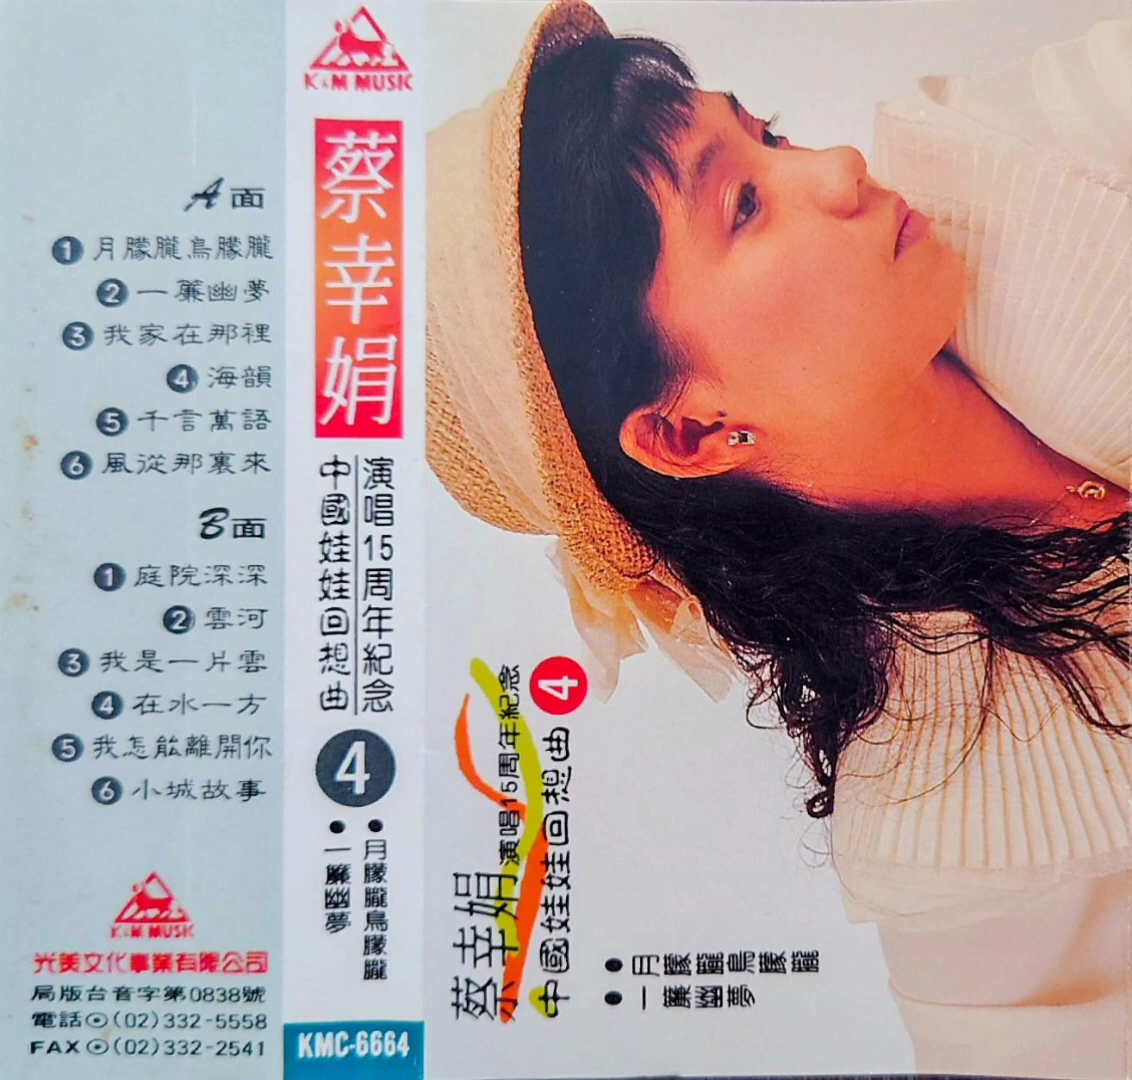 A面
1 月朦朧鳥朦朧
2 一簾幽夢
3 我家在那裡
4 海韻
5 千言萬語
6 風從那裏來
B面
1 庭院深深
2 雲河
3 我是一片雲
4 在水一方
5 我怎能離開你
6 小城故事
K&M MUSIC
光美文化事業有限公司
局版台音字第0838號
電話⊙(02)332-5558
FAX⊙(02)332-2541
K&M MUSIC
蔡幸娟
演唱15周年紀念
中國娃娃回想曲
4
●月朦朧鳥朦朧
●一簾幽夢
KMC-6664
蔡幸娟演唱15周年紀念
中國娃娃回想曲4
●月朦朧鳥朦朧
●一簾幽夢